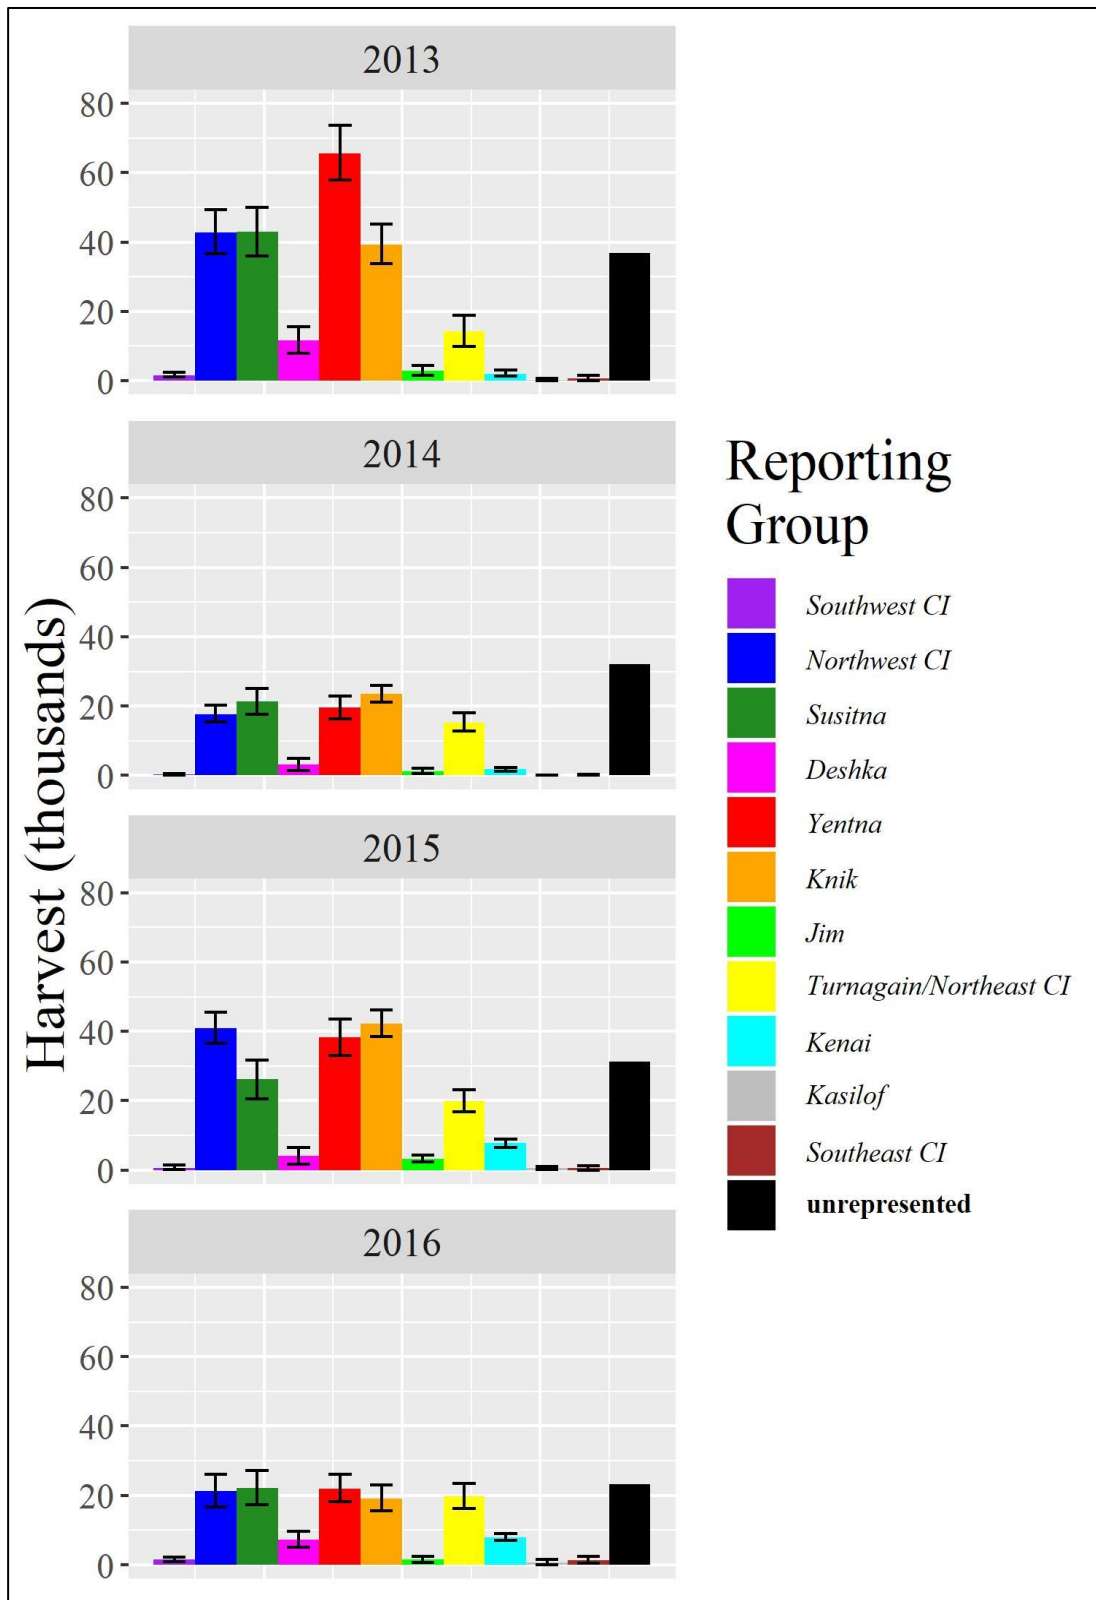 2013
80
60
40
20
0
2014
80
60
40
20
0
2015
80
60
40
20
0
2016
80
60
40
20
0
Harvest (thousands)
Reporting
Group
Southwest CI
Northwest CI
Susitna
Deshka
Yentna
Knik
Jim
Turnagain/Northeast CI
Kenai
Kasilof
Southeast CI
unrepresented